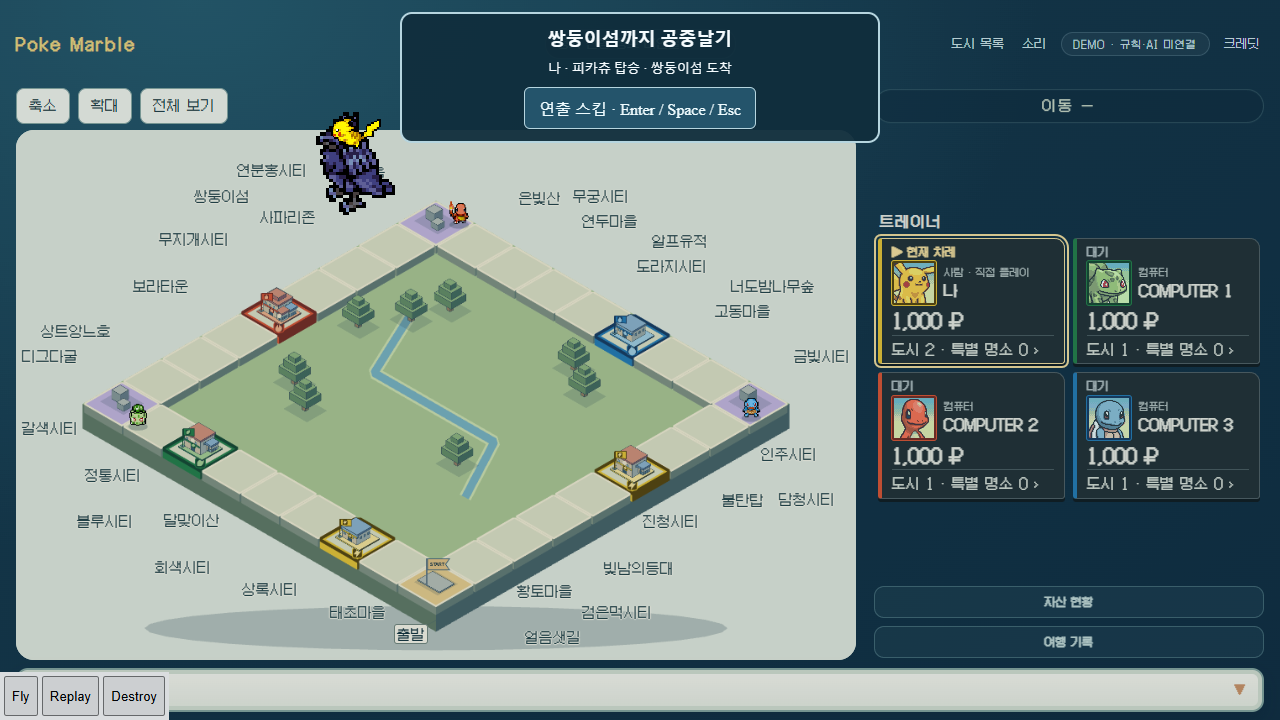 Poke Marble
쌍둥이섬까지 공중날기
나 · 피카츄 탑승 · 쌍둥이섬 도착
연출 스킵 · Enter / Space / Esc
도시 목록
소리
DEMO · 규칙·AI 미연결
크레딧
축소
확대
전체 보기
이동 —
연분홍시티
쌍둥이섬
사파리존
무지개시티
보라타운
상트앙느호
디그다굴
갈색시티
정통시티
블루시티
달맞이산
회색시티
상록시티
태초마을
출발
START
은빛산
무궁시티
연두마을
알프유적
도라지시티
너도밤나무숲
고동마을
금빛시티
인주시티
불탄탑
담청시티
진청시티
빛남의등대
황토마을
검은먹시티
얼음샛길
트레이너
▶ 현재 차례
사람 · 직접 플레이
나
1,000 ₽
도시 2 · 특별 명소 0 ›
대기
컴퓨터
COMPUTER 1
1,000 ₽
도시 1 · 특별 명소 0 ›
대기
컴퓨터
COMPUTER 2
1,000 ₽
도시 1 · 특별 명소 0 ›
대기
컴퓨터
COMPUTER 3
1,000 ₽
도시 1 · 특별 명소 0 ›
자산 현황
여행 기록
Fly
Replay
Destroy
▼